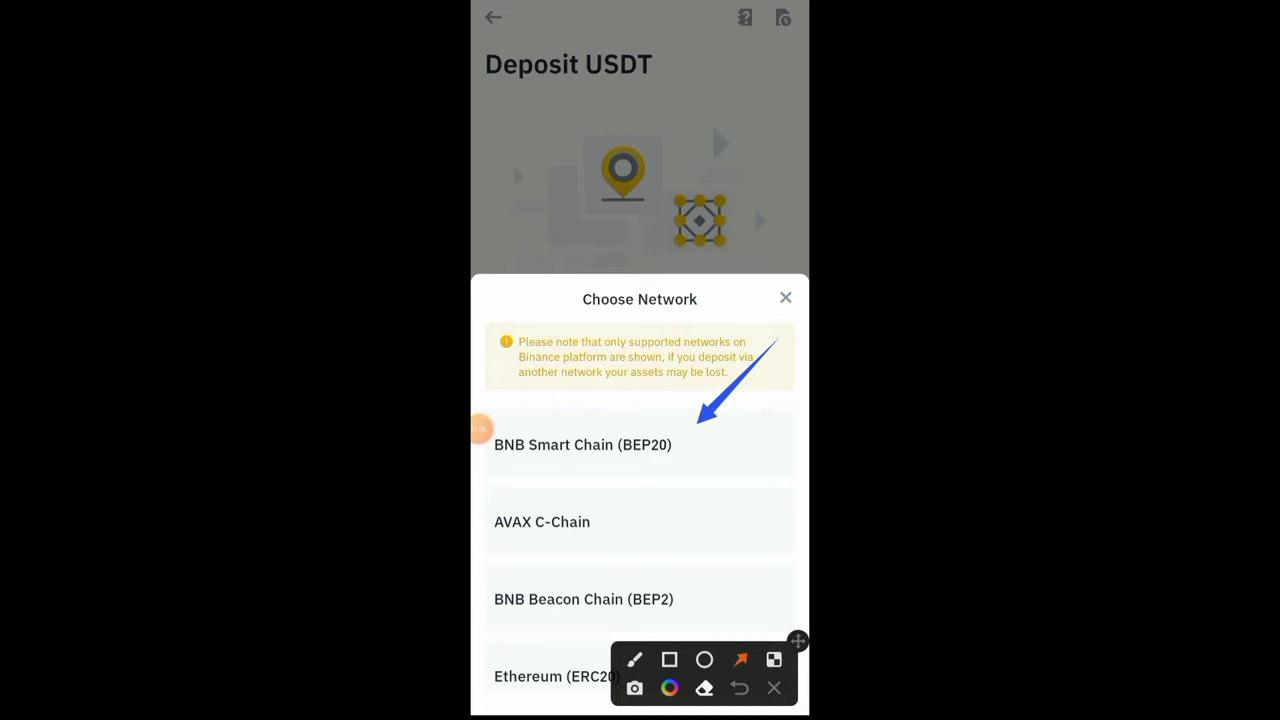 Deposit USDT
Choose Network
Please note that only supported networks on
Binance platform are shown, if you deposit via
another network your assets may be lost.
BNB Smart Chain (BEP20)
AVAX C-Chain
BNB Beacon Chain (BEP2)
Ethereum (ERC20)